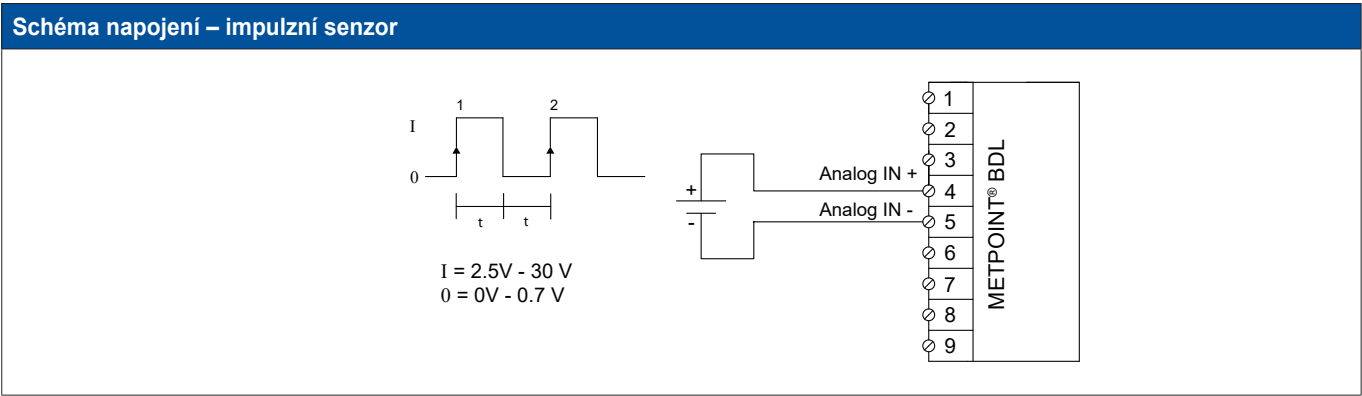 Schéma napojení – impulzní senzor
1 2
I
0
t t
I = 2.5V - 30 V
0 = 0V - 0.7 V
+
-
Analog IN +
Analog IN -
1
2
3
4
5
6
7
8
9
METPOINT® BDL